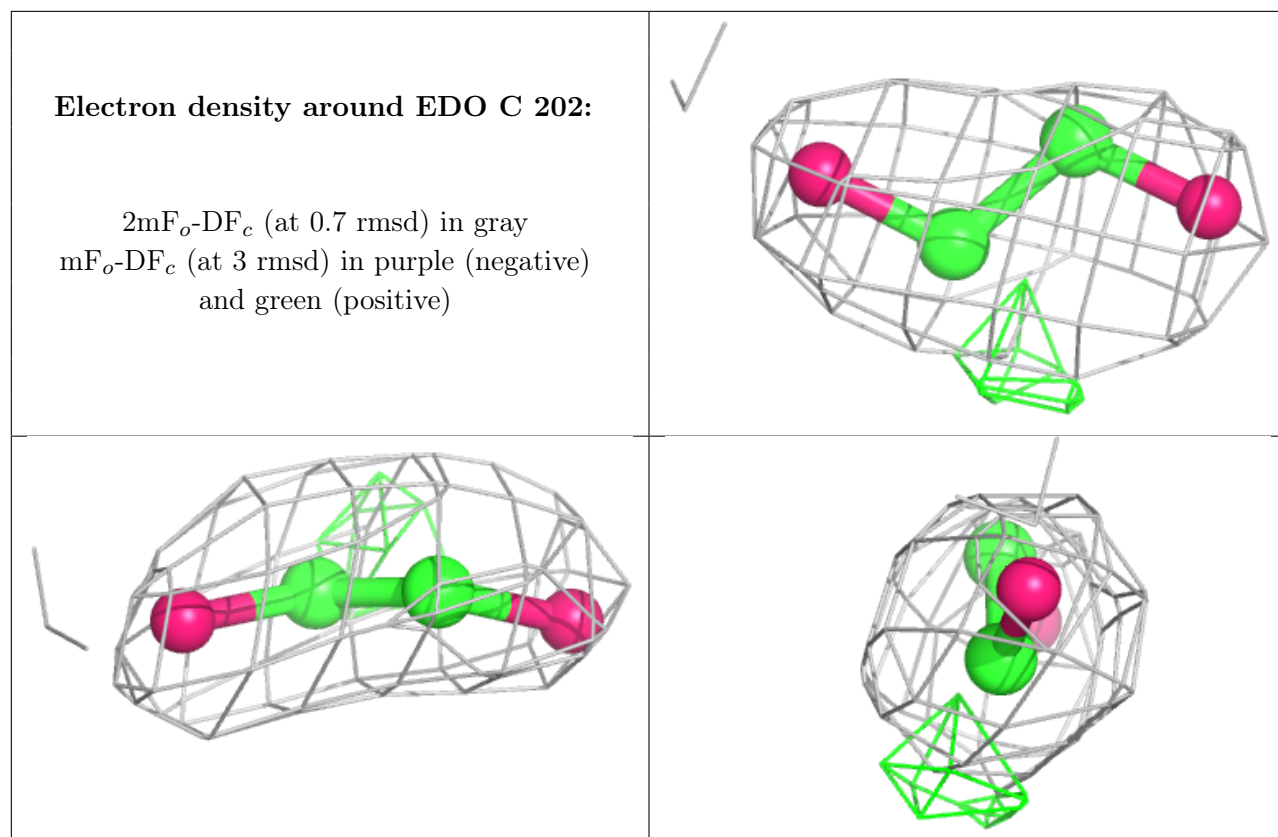 Electron density around EDO C 202:
2mFₒ-DF𝑐 (at 0.7 rmsd) in gray
mFₒ-DF𝑐 (at 3 rmsd) in purple (negative)
and green (positive)